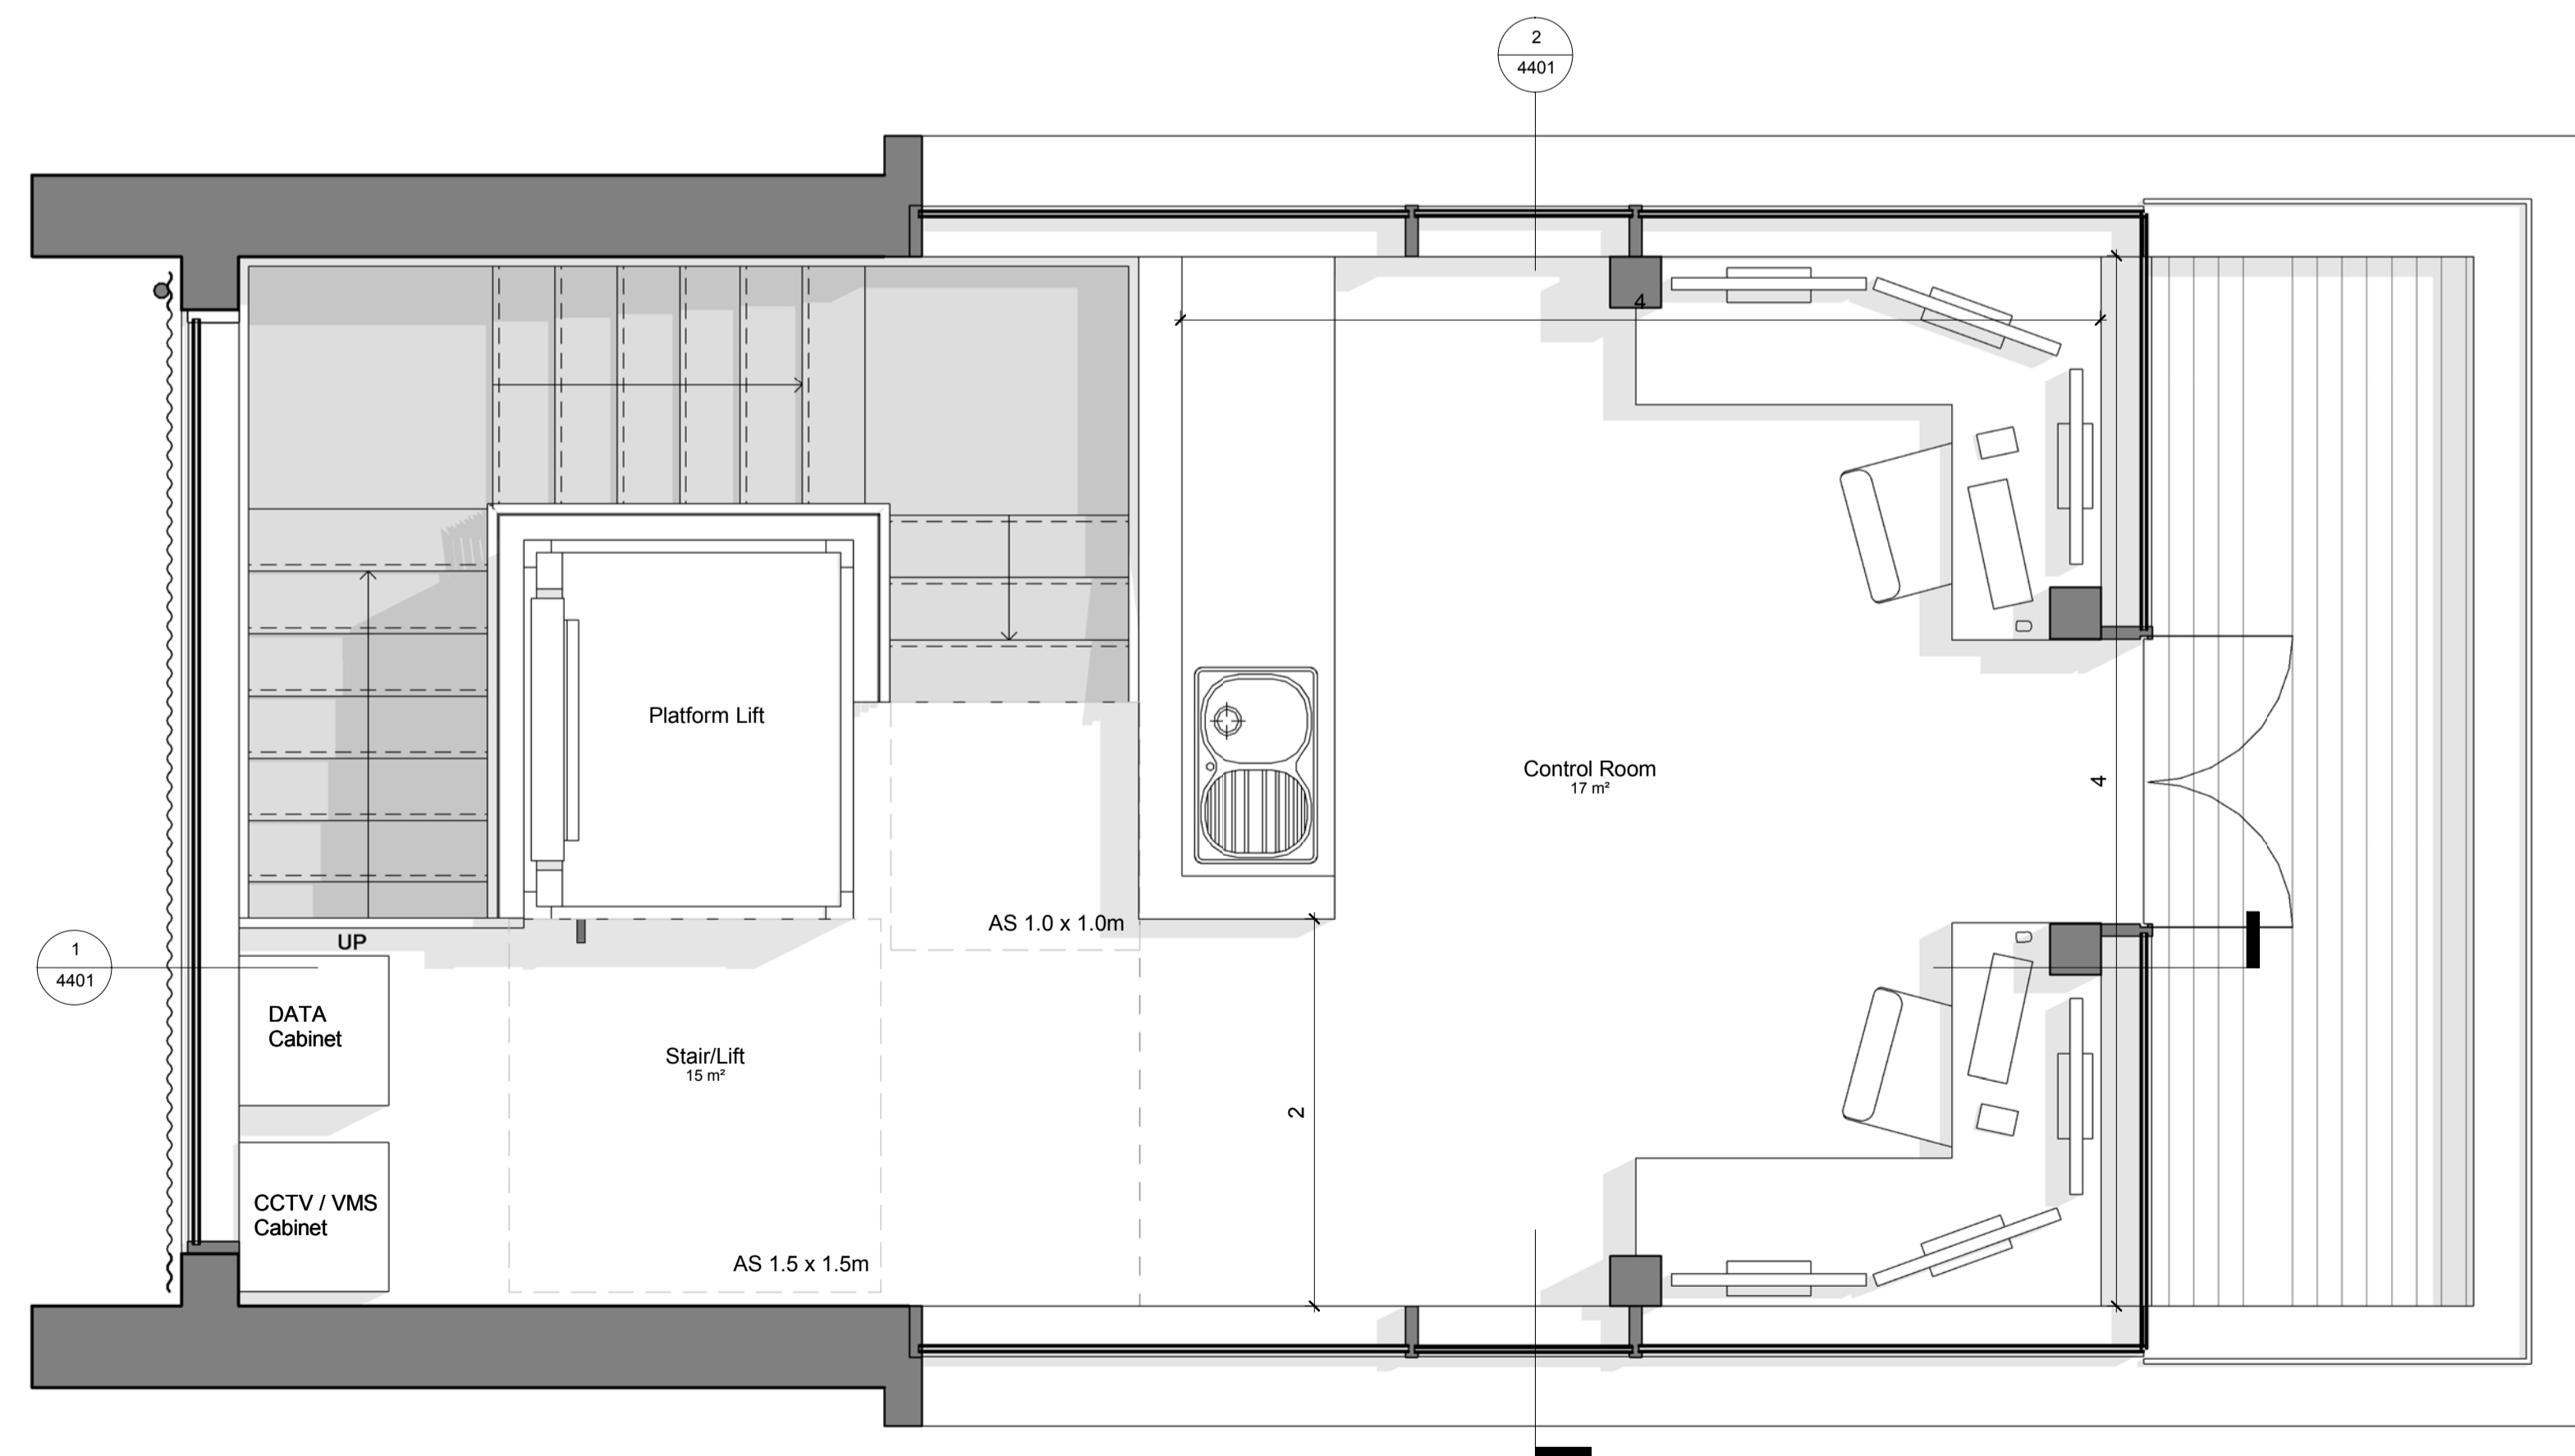 2
4401
4
Platform Lift
Control Room
17 m²
4
AS 1.0 x 1.0m
UP
1
4401
DATA
Cabinet
Stair/Lift
15 m²
2
CCTV / VMS
Cabinet
AS 1.5 x 1.5m